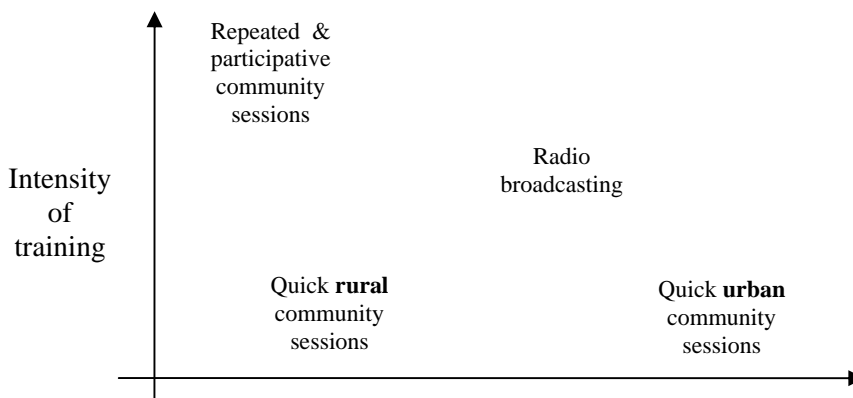 Repeated & 
participative
community
sessions
Radio
broadcasting
Intensity
of
training
Quick rural
community
sessions
Quick urban
community
sessions